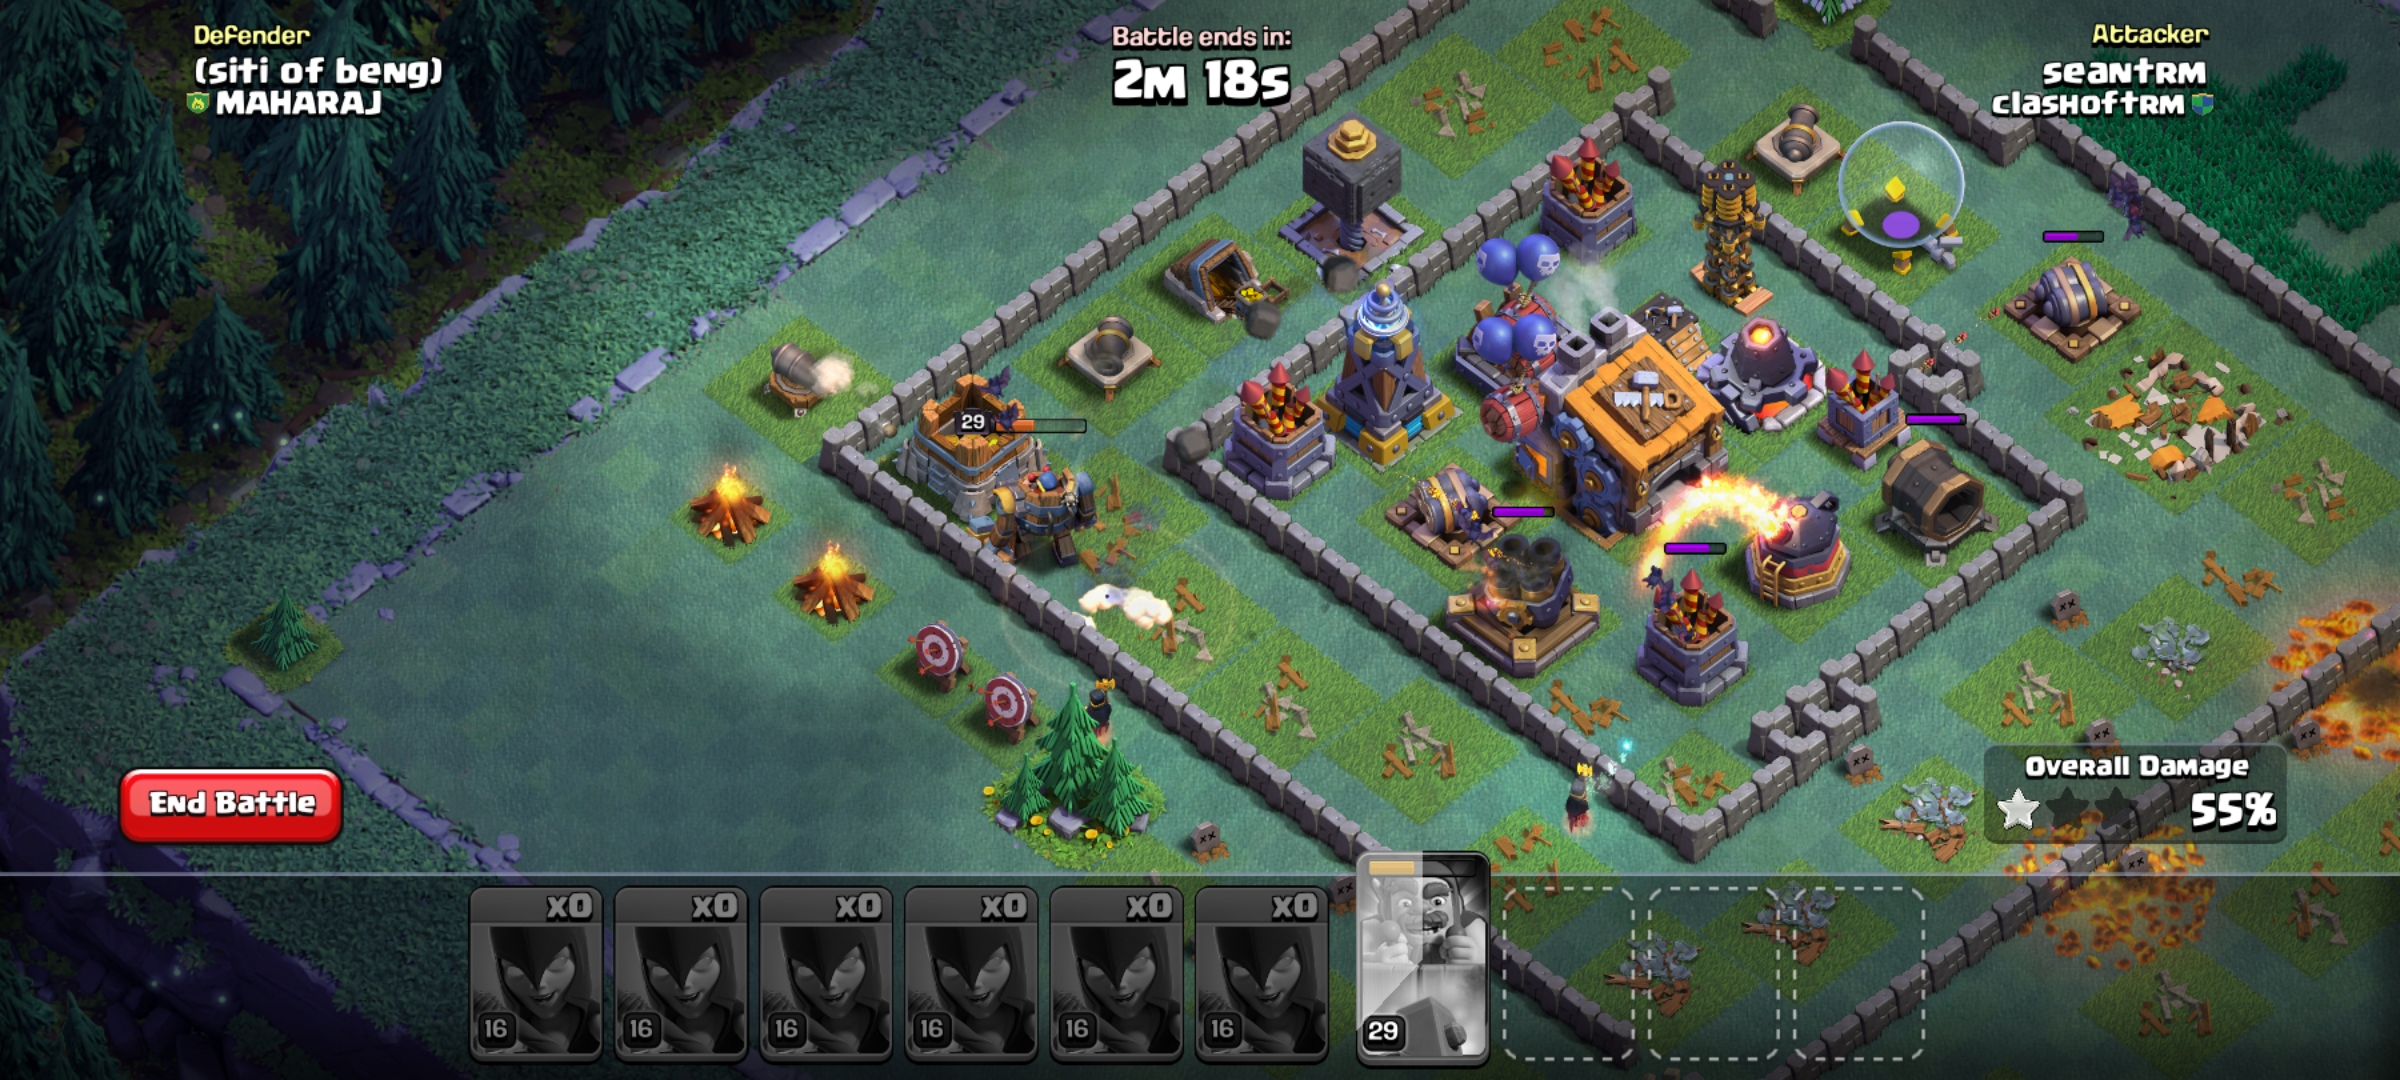 Defender
(siti of beng)
MAHARAJ
Battle ends in:
2M 18s
Attacker
seantRM
clashoftRM
29
End Battle
Overall Damage
55%
x0
x0
x0
x0
x0
x0
16
16
16
16
16
16
29